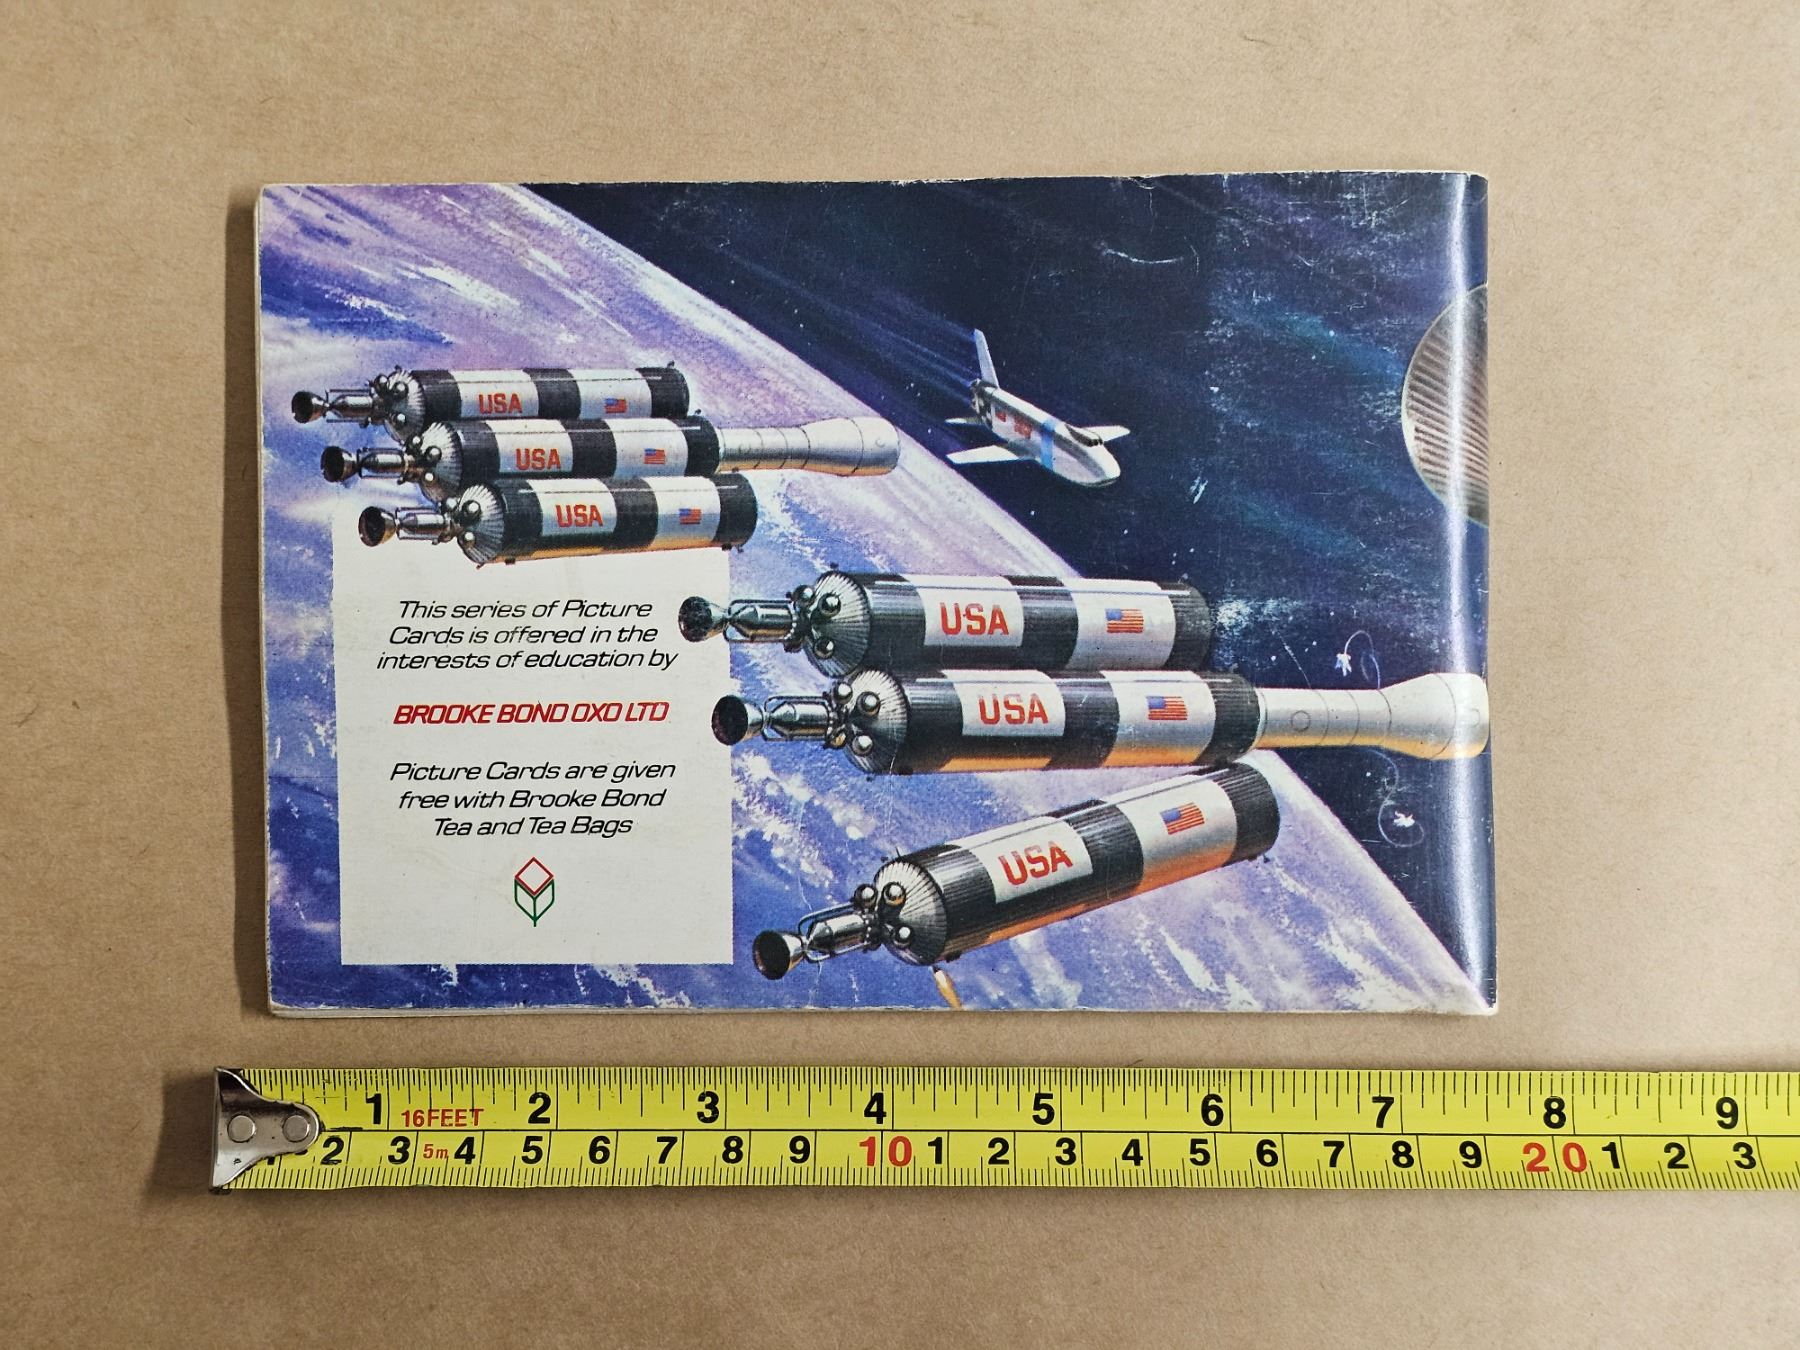 USA
USA
USA
This series of Picture
Cards is offered in the
interests of education by
BROOKE BOND OXO LTD
Picture Cards are given
free with Brooke Bond
Tea and Tea Bags
USA
USA
USA
1 16FEET 2 3 4 5 6 7 8 9
1 2 3 5m 4 5 6 7 8 9 10 1 2 3 4 5 6 7 8 9 20 1 2 3